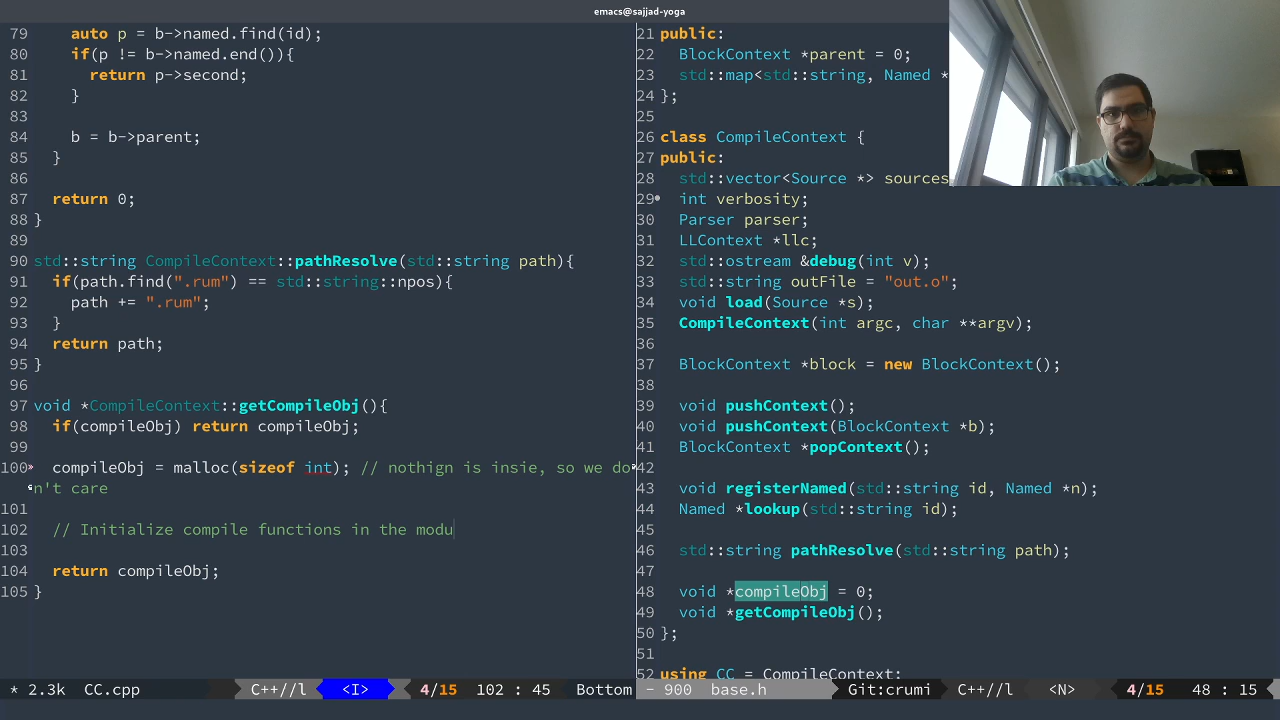 emacs@sajjad-yoga
79 auto p = b->named.find(id);
80 if(p != b->named.end()){
81 return p->second;
82 }
83
84 b = b->parent;
85 }
86
87 return 0;
88 }
89
90 std::string CompileContext::pathResolve(std::string path){
91 if(path.find(".rum") == std::string::npos){
92 path += ".rum";
93 }
94 return path;
95 }
96
97 void *CompileContext::getCompileObj(){
98 if(compileObj) return compileObj;
99
100 compileObj = malloc(sizeof int); // nothign is insie, so we do
n't care
101
102 // Initialize compile functions in the modu
103
104 return compileObj;
105 }
* 2.3k CC.cpp C++//l <I> 4/15 102 : 45 Bottom
21 public:
22 BlockContext *parent = 0;
23 std::map<std::string, Named *
24 };
25
26 class CompileContext {
27 public:
28 std::vector<Source *> sources
29 int verbosity;
30 Parser parser;
31 LLContext *llc;
32 std::ostream &debug(int v);
33 std::string outFile = "out.o";
34 void load(Source *s);
35 CompileContext(int argc, char **argv);
36
37 BlockContext *block = new BlockContext();
38
39 void pushContext();
40 void pushContext(BlockContext *b);
41 BlockContext *popContext();
42
43 void registerNamed(std::string id, Named *n);
44 Named *lookup(std::string id);
45
46 std::string pathResolve(std::string path);
47
48 void *compileObj = 0;
49 void *getCompileObj();
50 };
51
52 using CC = CompileContext;
- 900 base.h Git:crumi C++//l <N> 4/15 48 : 15